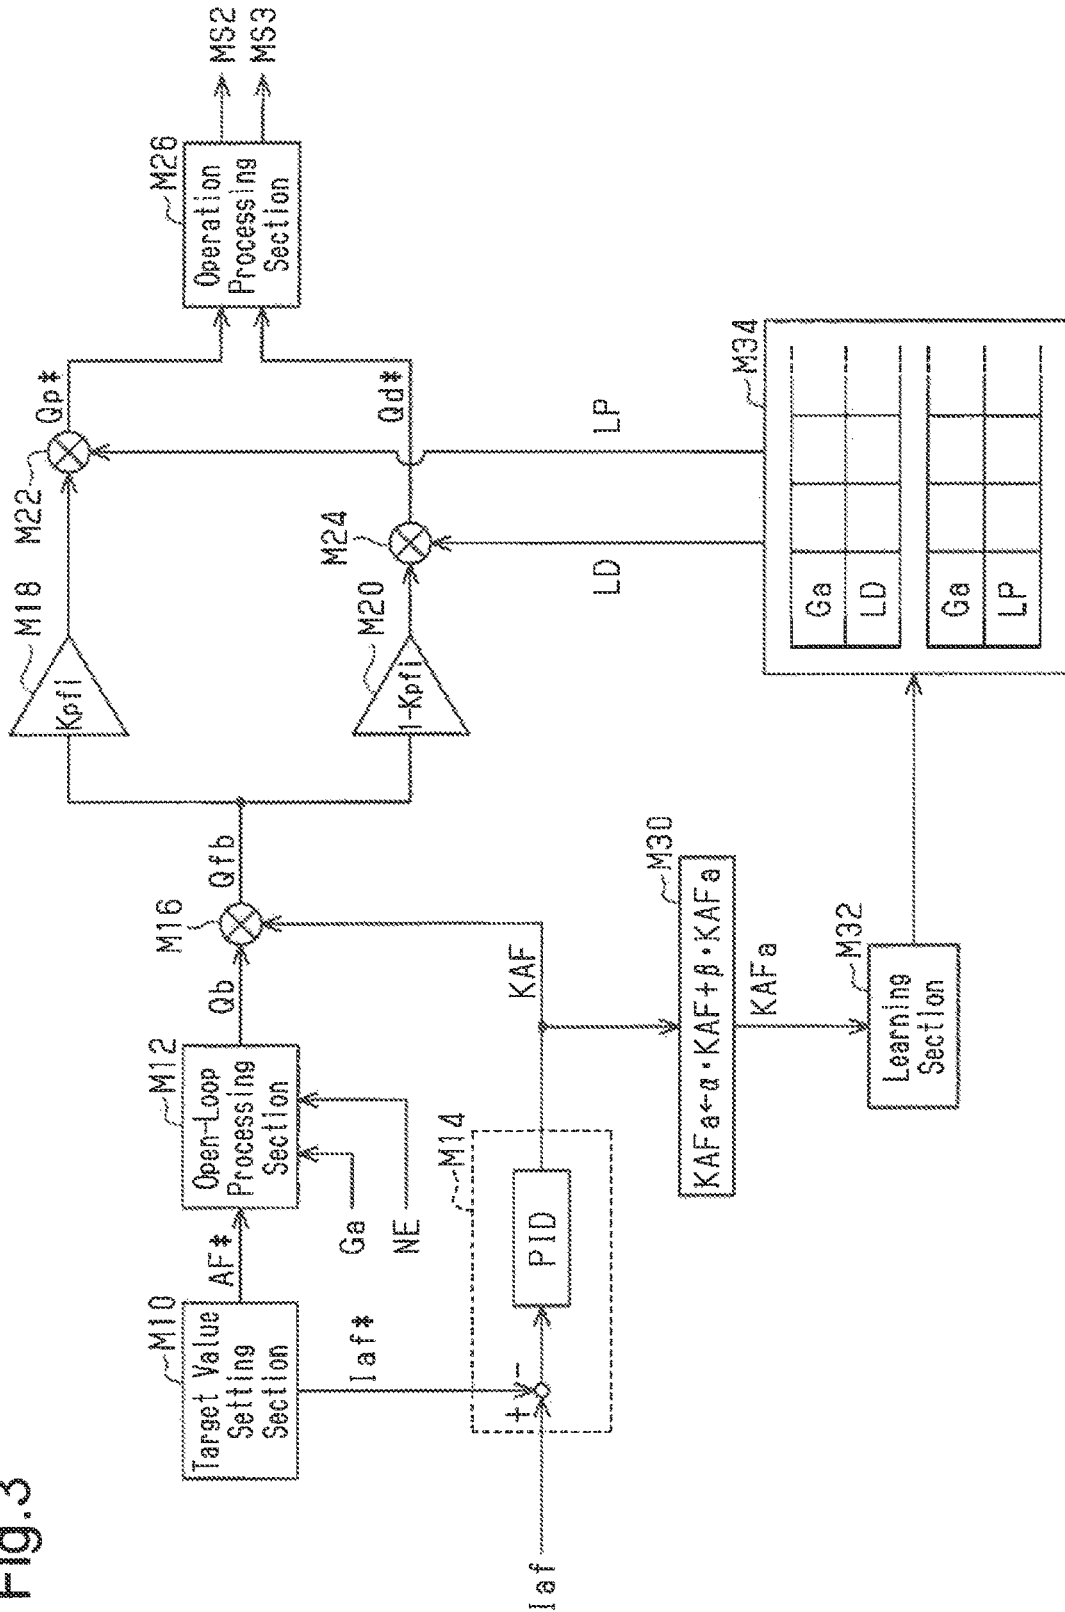 Fig.3
M10
Target Value
Setting
Section
AF*
Iaf*
Iaf
M12
Open-Loop
Processing
Section
Ga
NE
Qb
M14
+
-
PID
KAF
M16
Qfb
M18
Kpfi
M20
1-Kpfi
M22
Qp*
M24
Qd*
M26
Operation
Processing
Section
MS2
MS3
M30
KAFa←α·KAF+β·KAFa
KAFa
M32
Learning
Section
LD
LP
M34
Ga
LD
Ga
LP